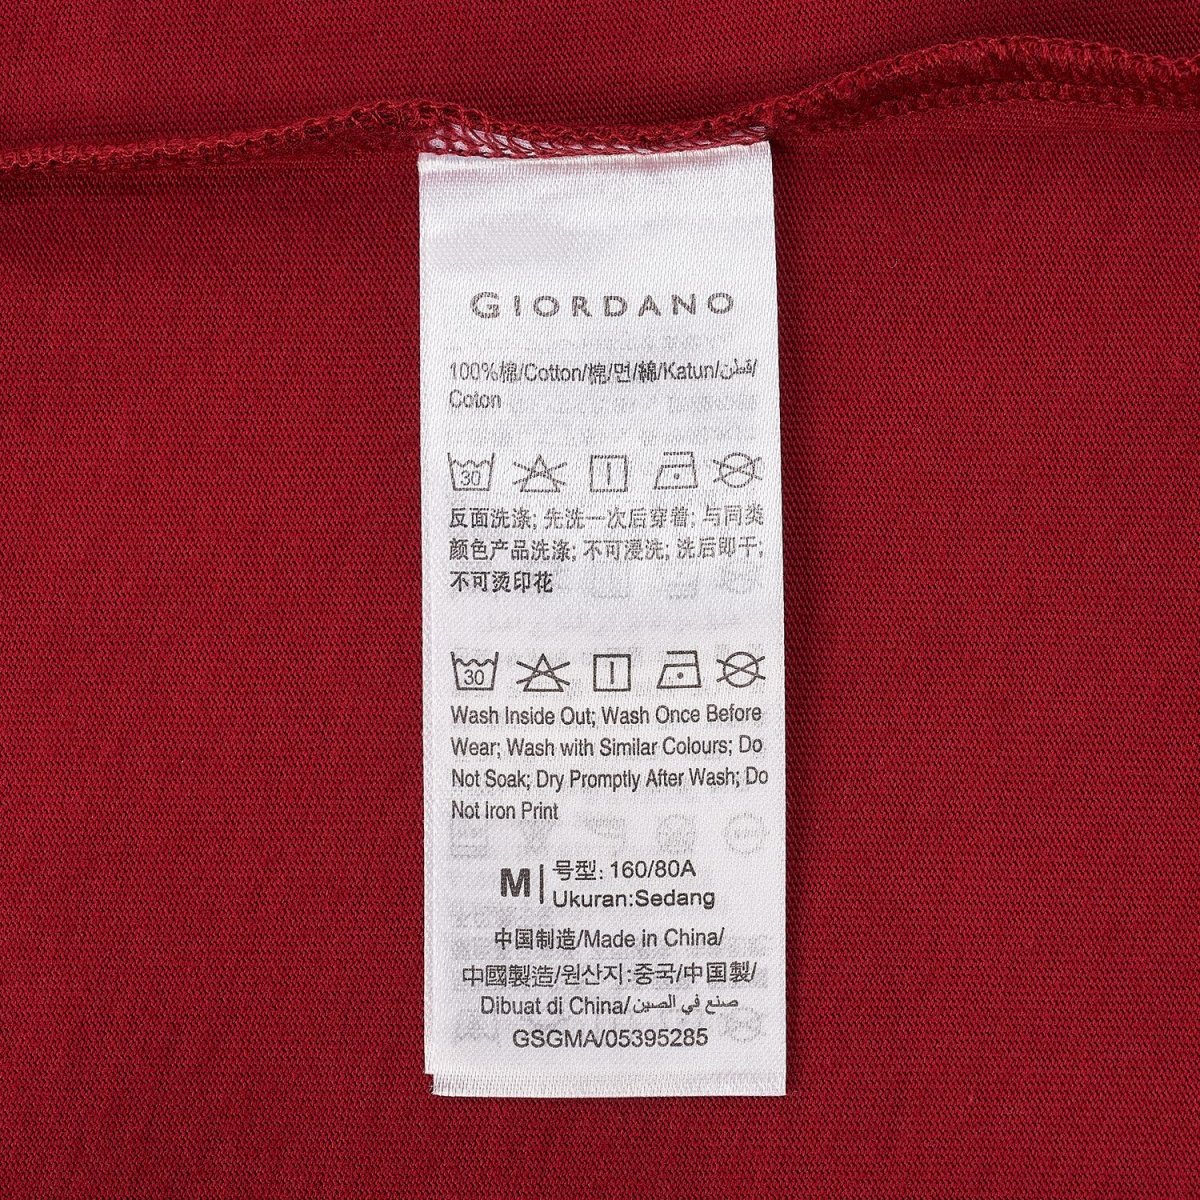 GIORDANO
100%棉/Cotton/棉/면/綿/Katun/قطن/
Coton
30
反面洗涤; 先洗一次后穿着; 与同类
颜色产品洗涤; 不可浸洗; 洗后即干;
不可烫印花
30
Wash Inside Out; Wash Once Before
Wear; Wash with Similar Colours; Do
Not Soak; Dry Promptly After Wash; Do
Not Iron Print
M 号型: 160/80A
Ukuran:Sedang
中国制造/Made in China/
中國製造/원산지:중국/中国製/
Dibuat di China/صنع في الصين
GSGMA/05395285